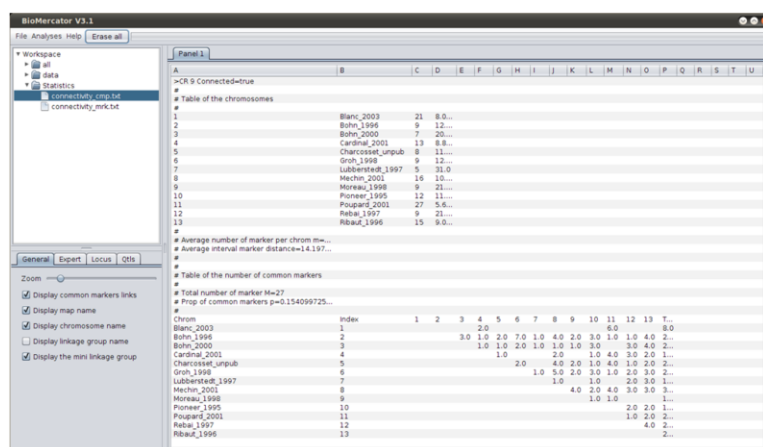 BioMercator V3.1
File Analyses Help Erase all
Workspace
all
data
Statistics
connectivity_cmp.txt
connectivity_mrk.txt
General Expert Locus Qtls
Zoom
Display common markers links
Display map name
Display chromosome name
Display linkage group name
Display the mini linkage group
Panel 1
A B C D E F G H I J K L M N O P Q R S T U
>CR 9 Connected=true
#
# Table of the chromosomes
#
1 Blanc_2003 21 8.0...
2 Bohn_1996 9 12....
3 Bohn_2000 7 20....
4 Cardinal_2001 13 8.8...
5 Charcosset_unpub 8 11....
6 Groh_1998 9 12....
7 Lubberstedt_1997 5 31.0
8 Mechin_2001 16 10....
9 Moreau_1998 9 21....
10 Pioneer_1995 12 11....
11 Poupard_2001 27 5.6...
12 Rebai_1997 9 21....
13 Ribaut_1996 15 9.0...
#
# Average number of marker per chrom m=...
# Average interval marker distance=14.197...
#
#
# Table of the number of common markers
#
# Total number of marker M=27
# Prop of common markers p=0.154099725...
#
Chrom Index 1 2 3 4 5 6 7 8 9 10 11 12 13 T...
Blanc_2003 1 2.0 6.0 8.0
Bohn_1996 2 3.0 1.0 2.0 7.0 1.0 4.0 2.0 3.0 1.0 1.0 4.0 2...
Bohn_2000 3 1.0 1.0 2.0 1.0 1.0 1.0 3.0 3.0 4.0 2...
Cardinal_2001 4 1.0 2.0 1.0 4.0 3.0 2.0 1...
Charcosset_unpub 5 2.0 4.0 2.0 1.0 4.0 1.0 2.0 2...
Groh_1998 6 1.0 5.0 2.0 3.0 1.0 2.0 3.0 2...
Lubberstedt_1997 7 1.0 1.0 2.0 3.0 1...
Mechin_2001 8 4.0 2.0 4.0 3.0 3.0 3...
Moreau_1998 9 1.0 1.0 1...
Pioneer_1995 10 2.0 2.0 2...
Poupard_2001 11 1.0 2.0 2...
Rebai_1997 12 4.0 2...
Ribaut_1996 13 2...